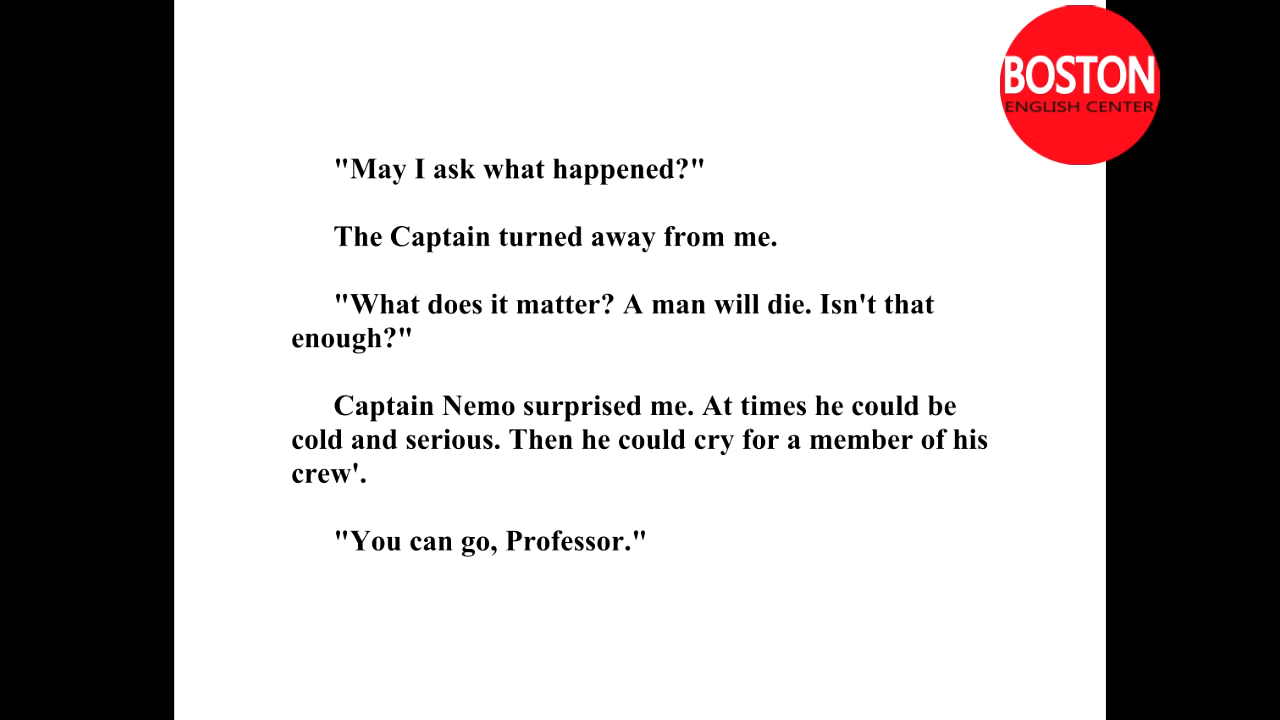 BOSTON
ENGLISH CENTER
"May I ask what happened?"
The Captain turned away from me.
"What does it matter? A man will die. Isn't that
enough?"
Captain Nemo surprised me. At times he could be
cold and serious. Then he could cry for a member of his
crew'.
"You can go, Professor."